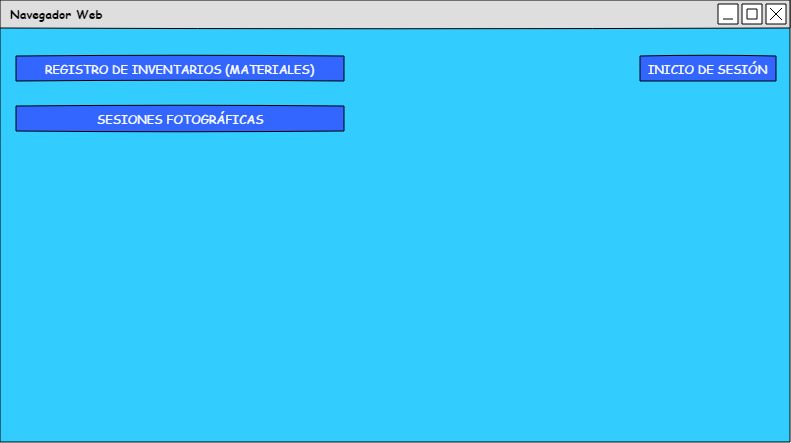 Navegador Web
REGISTRO DE INVENTARIOS (MATERIALES)
INICIO DE SESIÓN
SESIONES FOTOGRÁFICAS